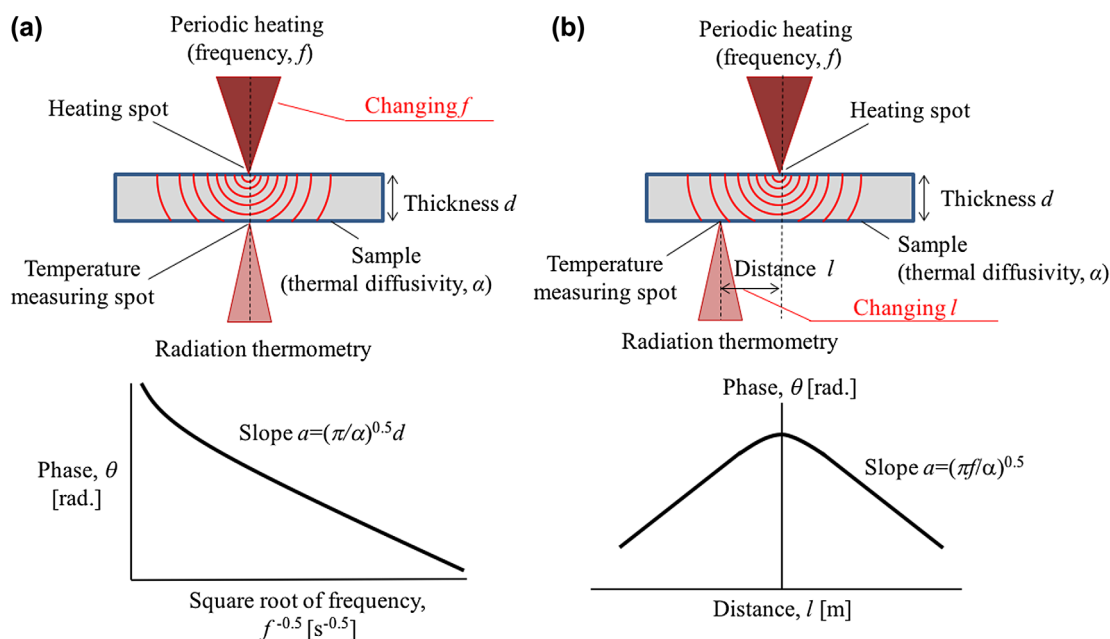 (a)
Periodic heating
(frequency, f)
Heating spot
Changing f
Thickness d
Temperature
measuring spot
Sample
(thermal diffusivity, α)
Radiation thermometry
Slope a=(π/α)^0.5 d
Phase, θ
[rad.]
Square root of frequency,
f^-0.5 [s^-0.5]
(b)
Periodic heating
(frequency, f)
Heating spot
Thickness d
Sample
(thermal diffusivity, α)
Temperature
measuring spot
Distance l
Changing l
Radiation thermometry
Phase, θ [rad.]
Slope a=(πf/α)^0.5
Distance, l [m]